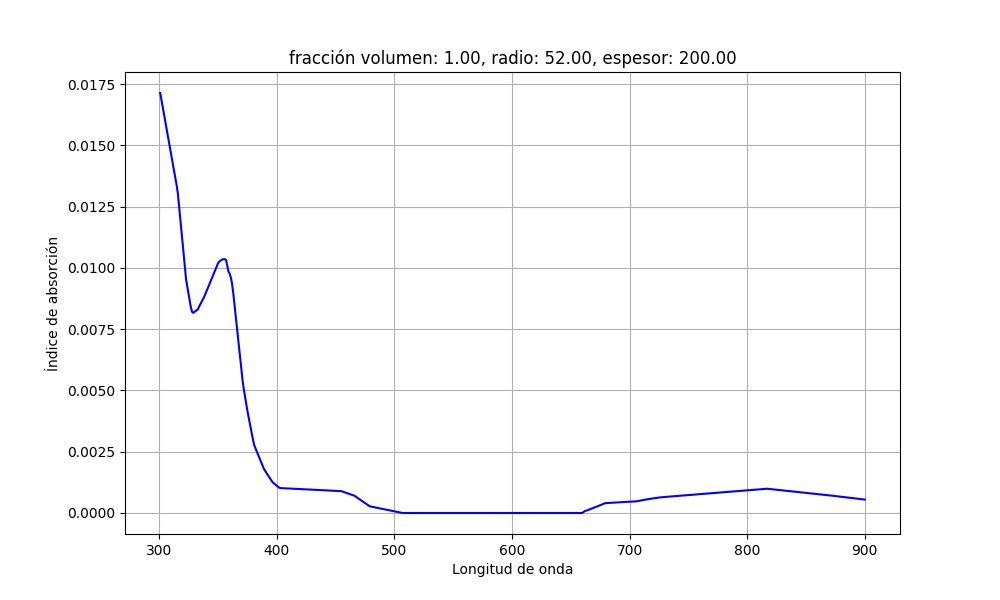 fracción volumen: 1.00, radio: 52.00, espesor: 200.00
0.0175
0.0150
0.0125
0.0100
0.0075
0.0050
0.0025
0.0000
Índice de absorción
300 400 500 600 700 800 900
Longitud de onda